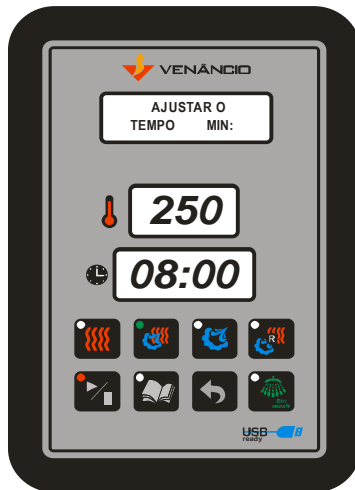 VENÂNCIO
AJUSTAR O
TEMPO MIN:
250
08:00
R
USB
ready